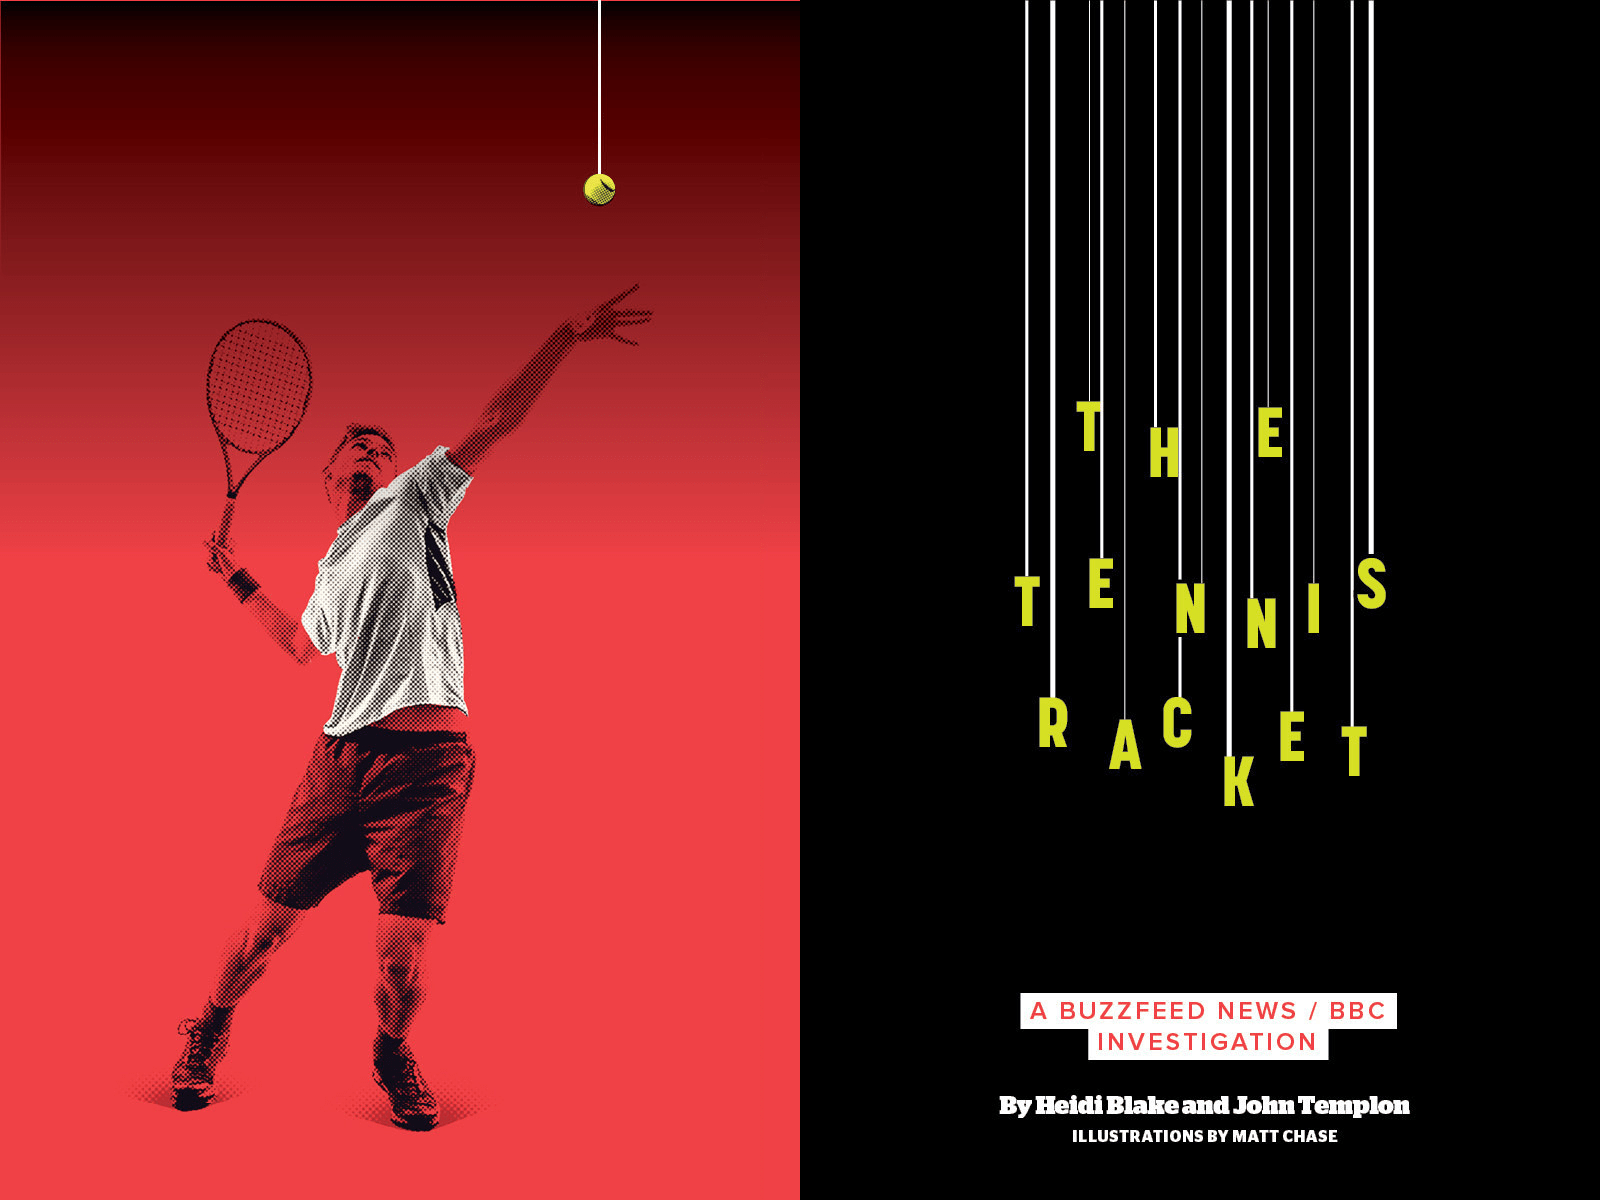 THE
TENNIS
RACKET
A BUZZFEED NEWS / BBC
INVESTIGATION
By Heidi Blake and John Templon
ILLUSTRATIONS BY MATT CHASE